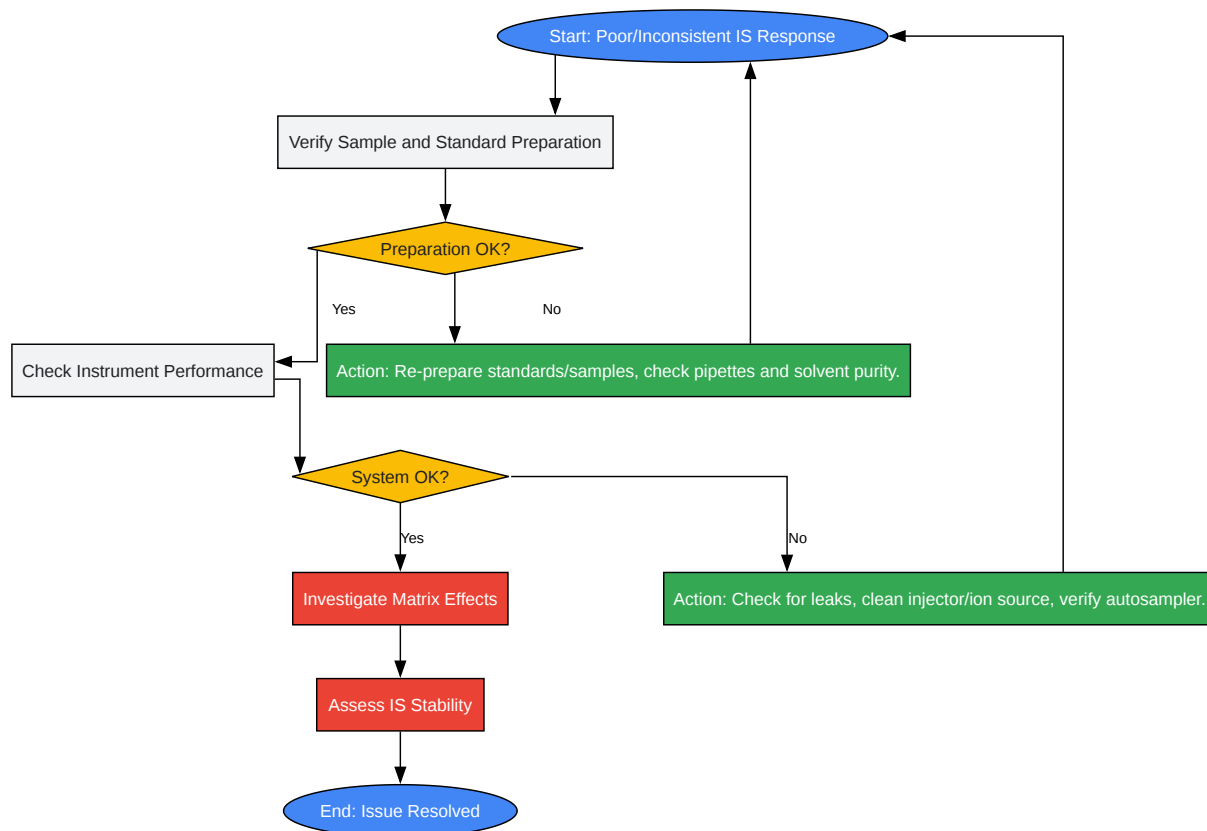 Start: Poor/Inconsistent IS Response
Verify Sample and Standard Preparation
Preparation OK?
Yes
No
Check Instrument Performance
Action: Re-prepare standards/samples, check pipettes and solvent purity.
System OK?
Yes
No
Investigate Matrix Effects
Action: Check for leaks, clean injector/ion source, verify autosampler.
Assess IS Stability
End: Issue Resolved